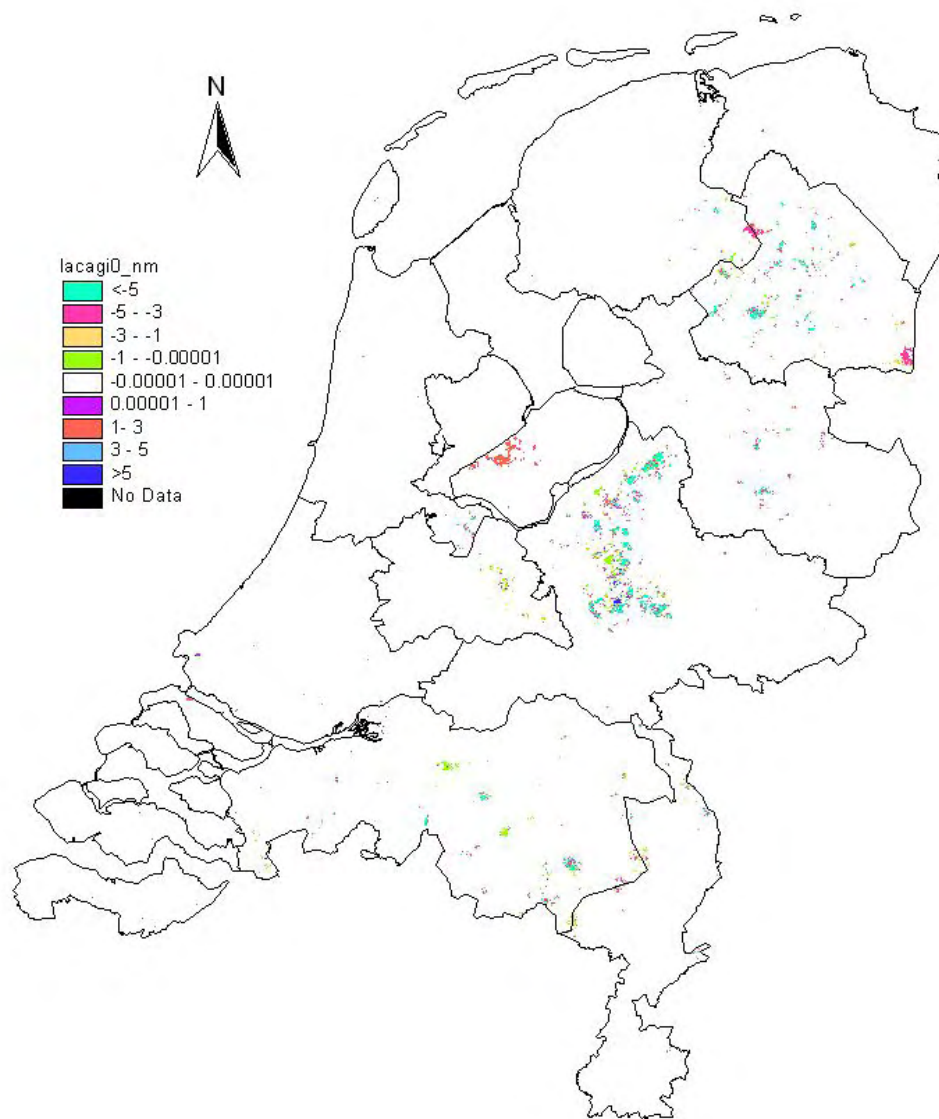 N
lacagi0_nm
<-5
-5 - -3
-3 - -1
-1 - -0.00001
-0.00001 - 0.00001
0.00001 - 1
1- 3
3 - 5
>5
No Data